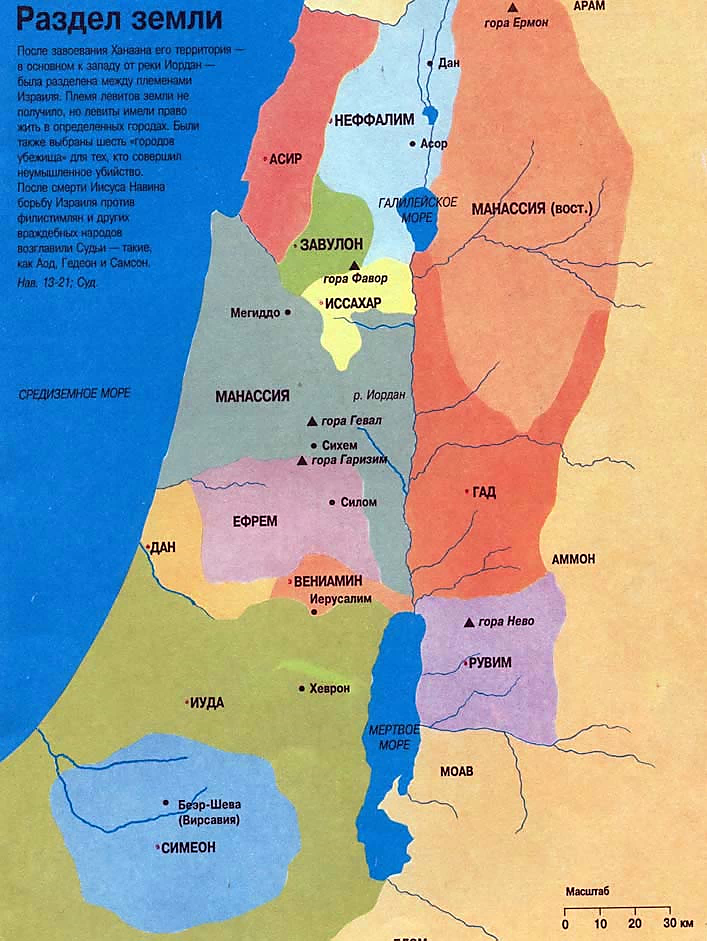 Раздел земли
После завоевания Ханаана его территория —
в основном к западу от реки Иордан —
была разделена между племенами
Израиля. Племя левитов земли не
получило, но левиты имели право
жить в определенных городах. Были
также выбраны шесть «городов
убежища» для тех, кто совершил
неумышленное убийство.
После смерти Иисуса Навина
борьбу Израиля против
филистимлян и других
враждебных народов
возглавили Судьи — такие,
как Аод, Гедеон и Самсон.
Нав. 13-21; Суд.
АРАМ
гора Ермон
Дан
НЕФФАЛИМ
Асор
АСИР
ГАЛИЛЕЙСКОЕ
МОРЕ
МАНАССИЯ (вост.)
ЗАВУЛОН
гора Фавор
ИССАХАР
Мегиддо
СРЕДИЗЕМНОЕ МОРЕ
МАНАССИЯ
р. Иордан
гора Гевал
Сихем
гора Гаризим
ГАД
Силом
ЕФРЕМ
ДАН
АММОН
ВЕНИАМИН
Иерусалим
гора Нево
РУВИМ
Хеврон
ИУДА
МЕРТВОЕ
МОРЕ
МОАВ
Беэр-Шева
(Вирсавия)
СИМЕОН
Масштаб
0 10 20 30 км